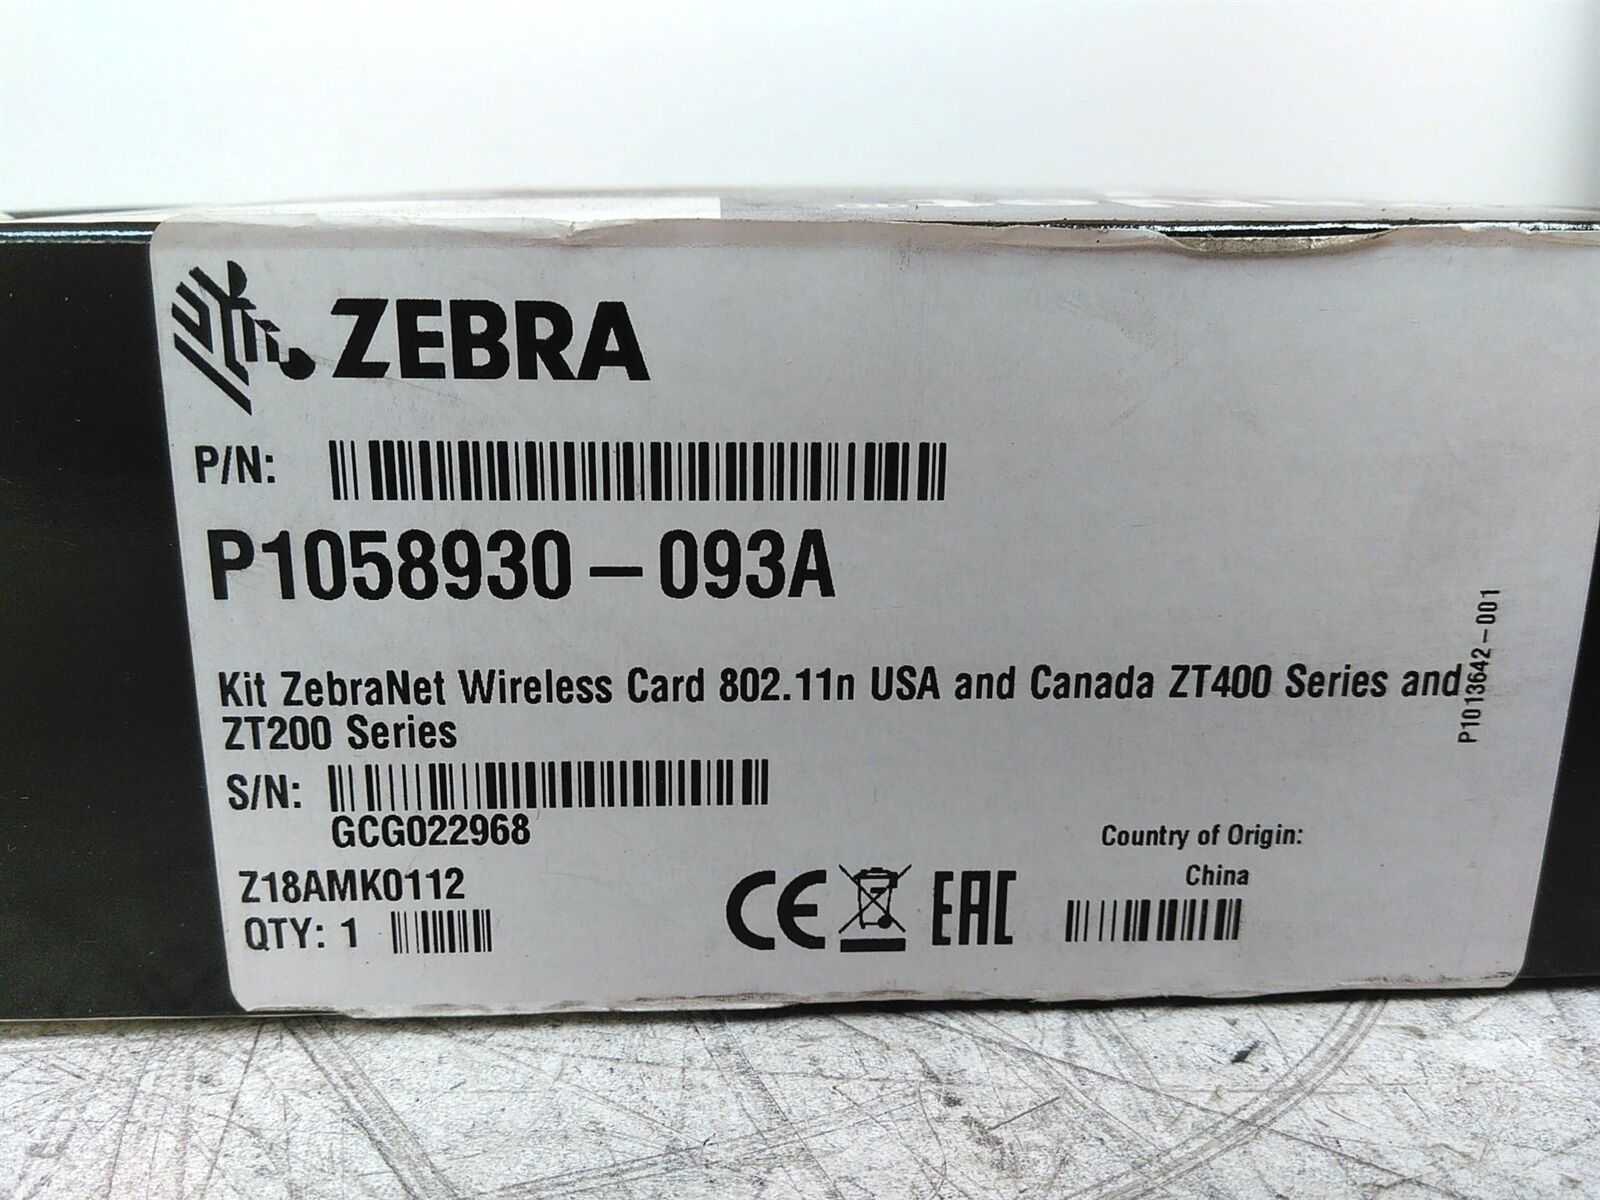 ZEBRA
P/N:
P1058930-093A
Kit ZebraNet Wireless Card 802.11n USA and Canada ZT400 Series and
ZT200 Series
P1013642-001
S/N:
GCG022968
Z18AMK0112
QTY: 1
CE
EAC
Country of Origin:
China